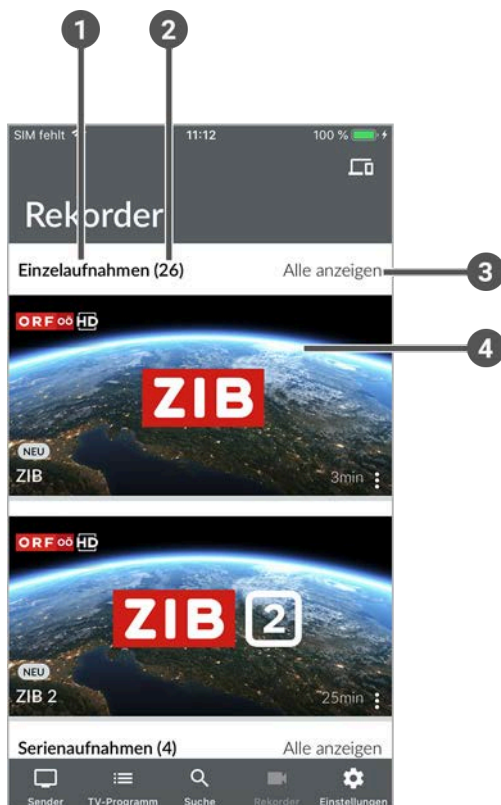 1 2
SIM fehlt 11:12 100 %
Rekorder
Einzelaufnahmen (26) Alle anzeigen 3
ORF oö HD
4
ZIB
NEU
ZIB 3min
ORF oö HD
ZIB 2
NEU
ZIB 2 25min
Serienaufnahmen (4) Alle anzeigen
Sender TV-Programm Suche Rekorder Einstellungen